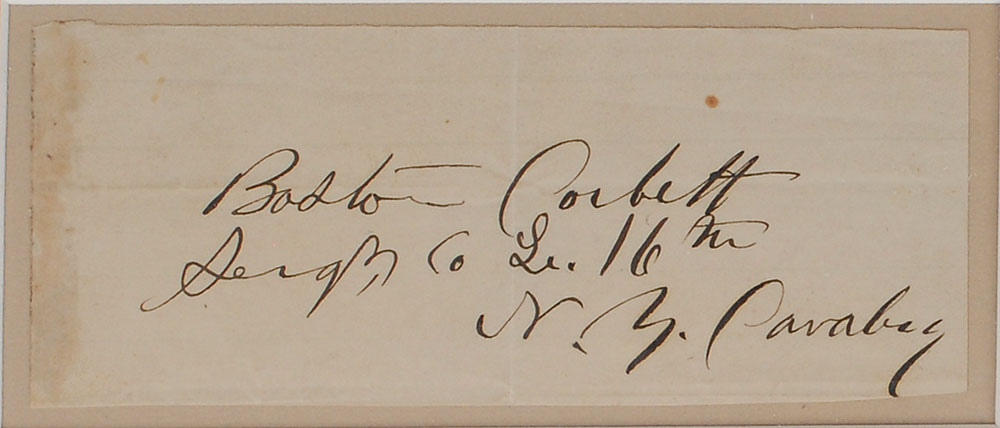 Boston Corbett
Sergt, Co L. 16th
N. Y. Cavalry